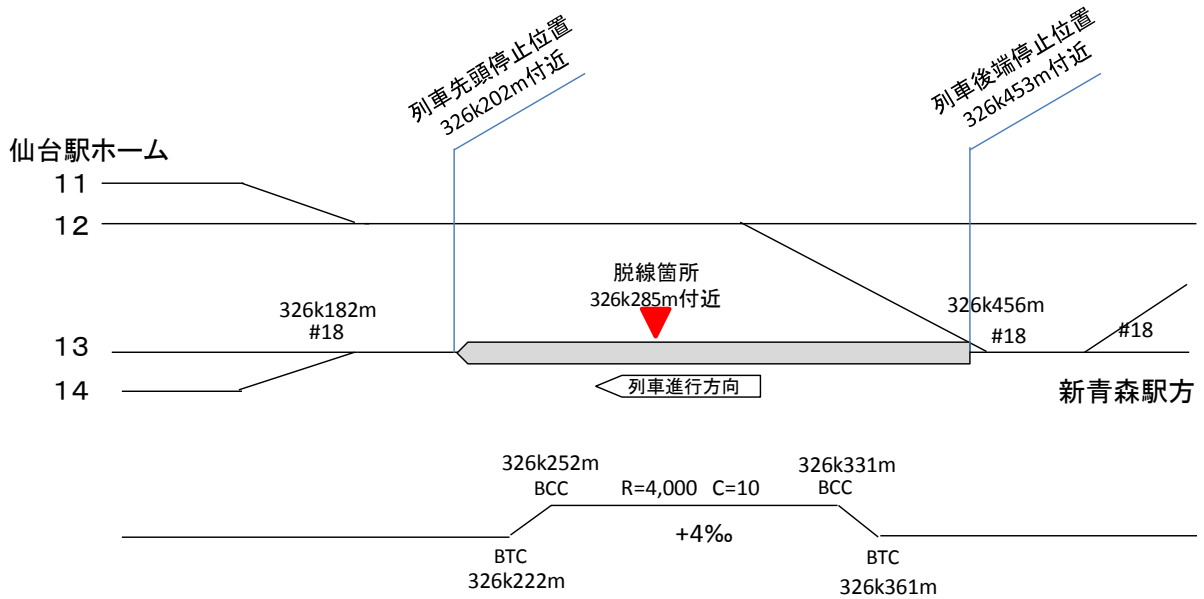 列車先頭停止位置
326k202m付近
列車後端停止位置
326k453m付近
仙台駅ホーム
11
12
脱線箇所
326k285m付近
326k182m
#18
326k456m
#18
#18
13
14
列車進行方向
新青森駅方
326k252m
BCC
R=4,000 C=10
326k331m
BCC
+4‰
BTC
326k222m
BTC
326k361m